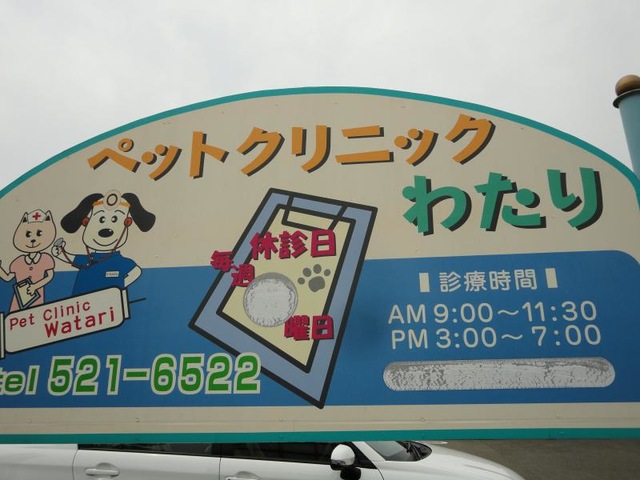 ペットクリニック
わたり
休診日
毎週
曜日
診療時間
AM 9:00～11:30
PM 3:00～7:00
Pet Clinic
Watari
tel 521-6522